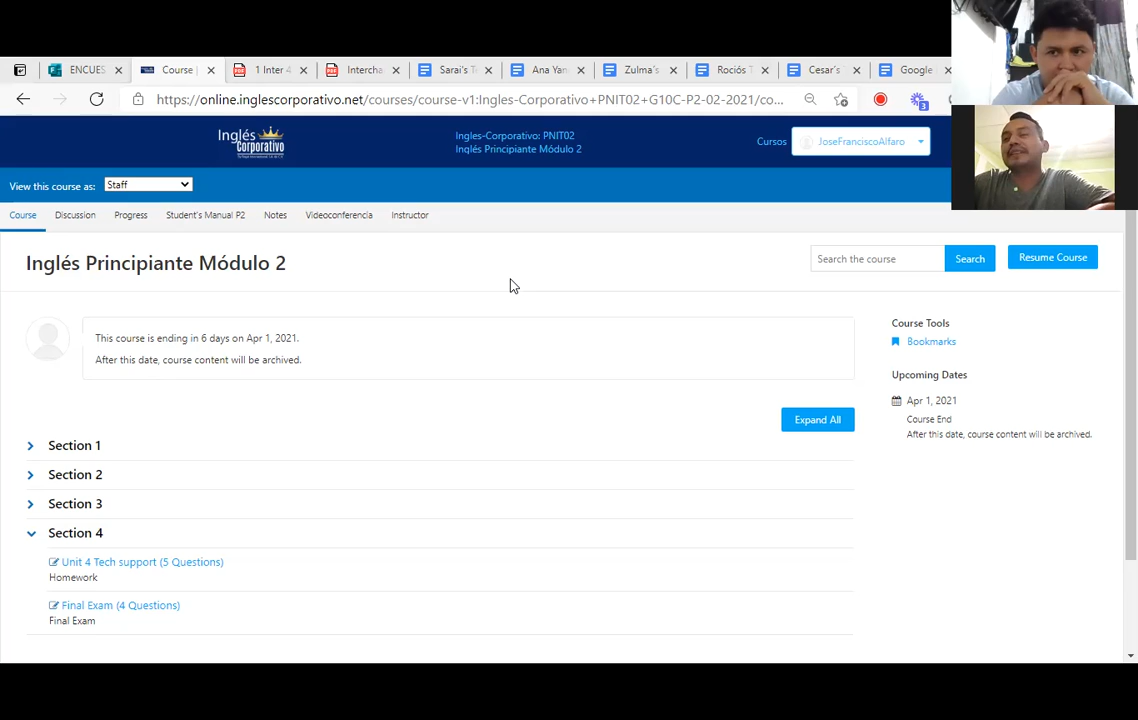 ENCUES
Course |
1 Inter 4
Intercha
Sarai's T
Ana Yan
Zulma's
Rociós T
Cesar's
Google
https://online.inglescorporativo.net/courses/course-v1:Ingles-Corporativo+PNIT02+G10C-P2-02-2021/co...
3
Inglés
Corporativo
Ingles-Corporativo: PNIT02
Inglés Principiante Módulo 2
Cursos
JoseFranciscoAlfaro
View this course as:
Staff
Course
Discussion
Progress
Student's Manual P2
Notes
Videoconferencia
Instructor
Inglés Principiante Módulo 2
Search the course
Search
Resume Course
This course is ending in 6 days on Apr 1, 2021.
After this date, course content will be archived.
Course Tools
Bookmarks
Upcoming Dates
Apr 1, 2021
Course End
After this date, course content will be archived.
Expand All
Section 1
Section 2
Section 3
Section 4
Unit 4 Tech support (5 Questions)
Homework
Final Exam (4 Questions)
Final Exam